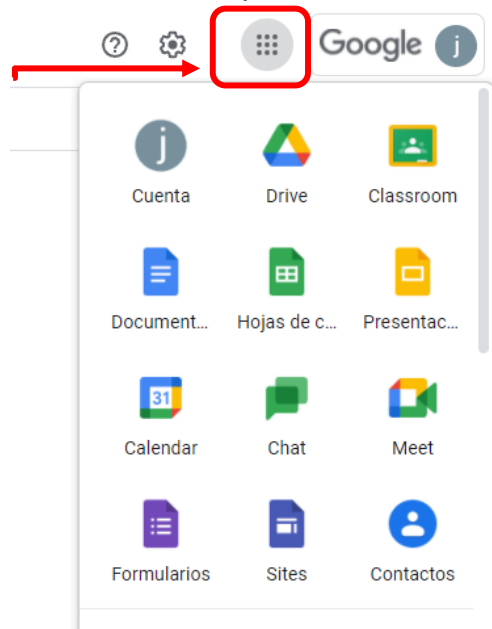 Google j
j
Cuenta Drive Classroom
Document... Hojas de c... Presentac...
31
Calendar Chat Meet
Formularios Sites Contactos